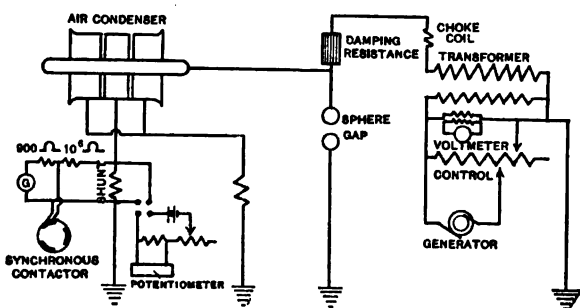 AIR CONDENSER
DAMPING
RESISTANCE
CHOKE
COIL
TRANSFORMER
SPHERE
GAP
VOLTMETER
CONTROL
GENERATOR
900 Ω 10⁶ Ω
SHUNT
G
SYNCHRONOUS
CONTACTOR
POTENTIOMETER